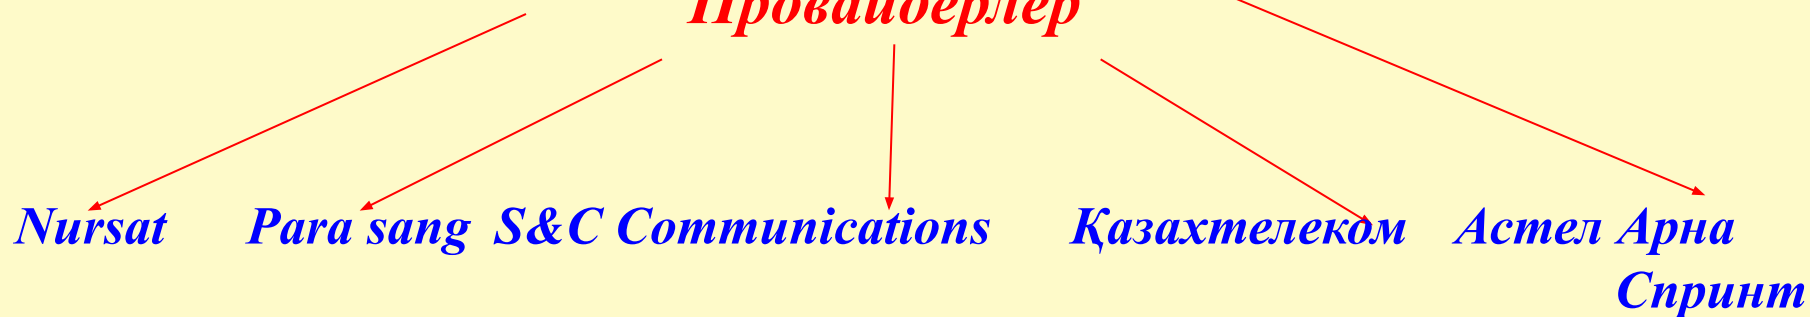 Провайдерлер
Nursat Para sang S&C Communications Қазахтелеком Астел Арна
Спринт